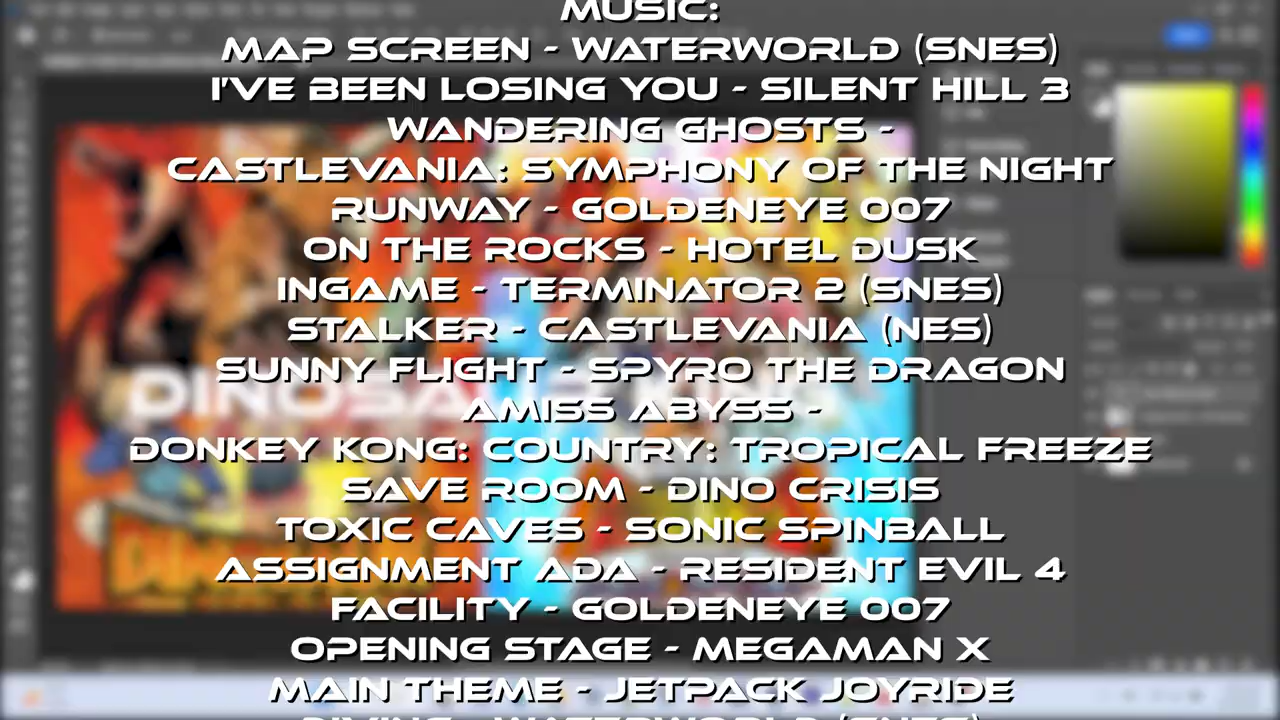 MUSIC:
MAP SCREEN - WATERWORLD (SNES)
I'VE BEEN LOSING YOU - SILENT HILL 3
WANDERING GHOSTS -
CASTLEVANIA: SYMPHONY OF THE NIGHT
RUNWAY - GOLDENEYE 007
ON THE ROCKS - HOTEL DUSK
INGAME - TERMINATOR 2 (SNES)
STALKER - CASTLEVANIA (NES)
SUNNY FLIGHT - SPYRO THE DRAGON
AMISS ABYSS -
DONKEY KONG: COUNTRY: TROPICAL FREEZE
SAVE ROOM - DINO CRISIS
TOXIC CAVES - SONIC SPINBALL
ASSIGNMENT ADA - RESIDENT EVIL 4
FACILITY - GOLDENEYE 007
OPENING STAGE - MEGAMAN X
MAIN THEME - JETPACK JOYRIDE
DIVING - WATERWORLD (SNES)